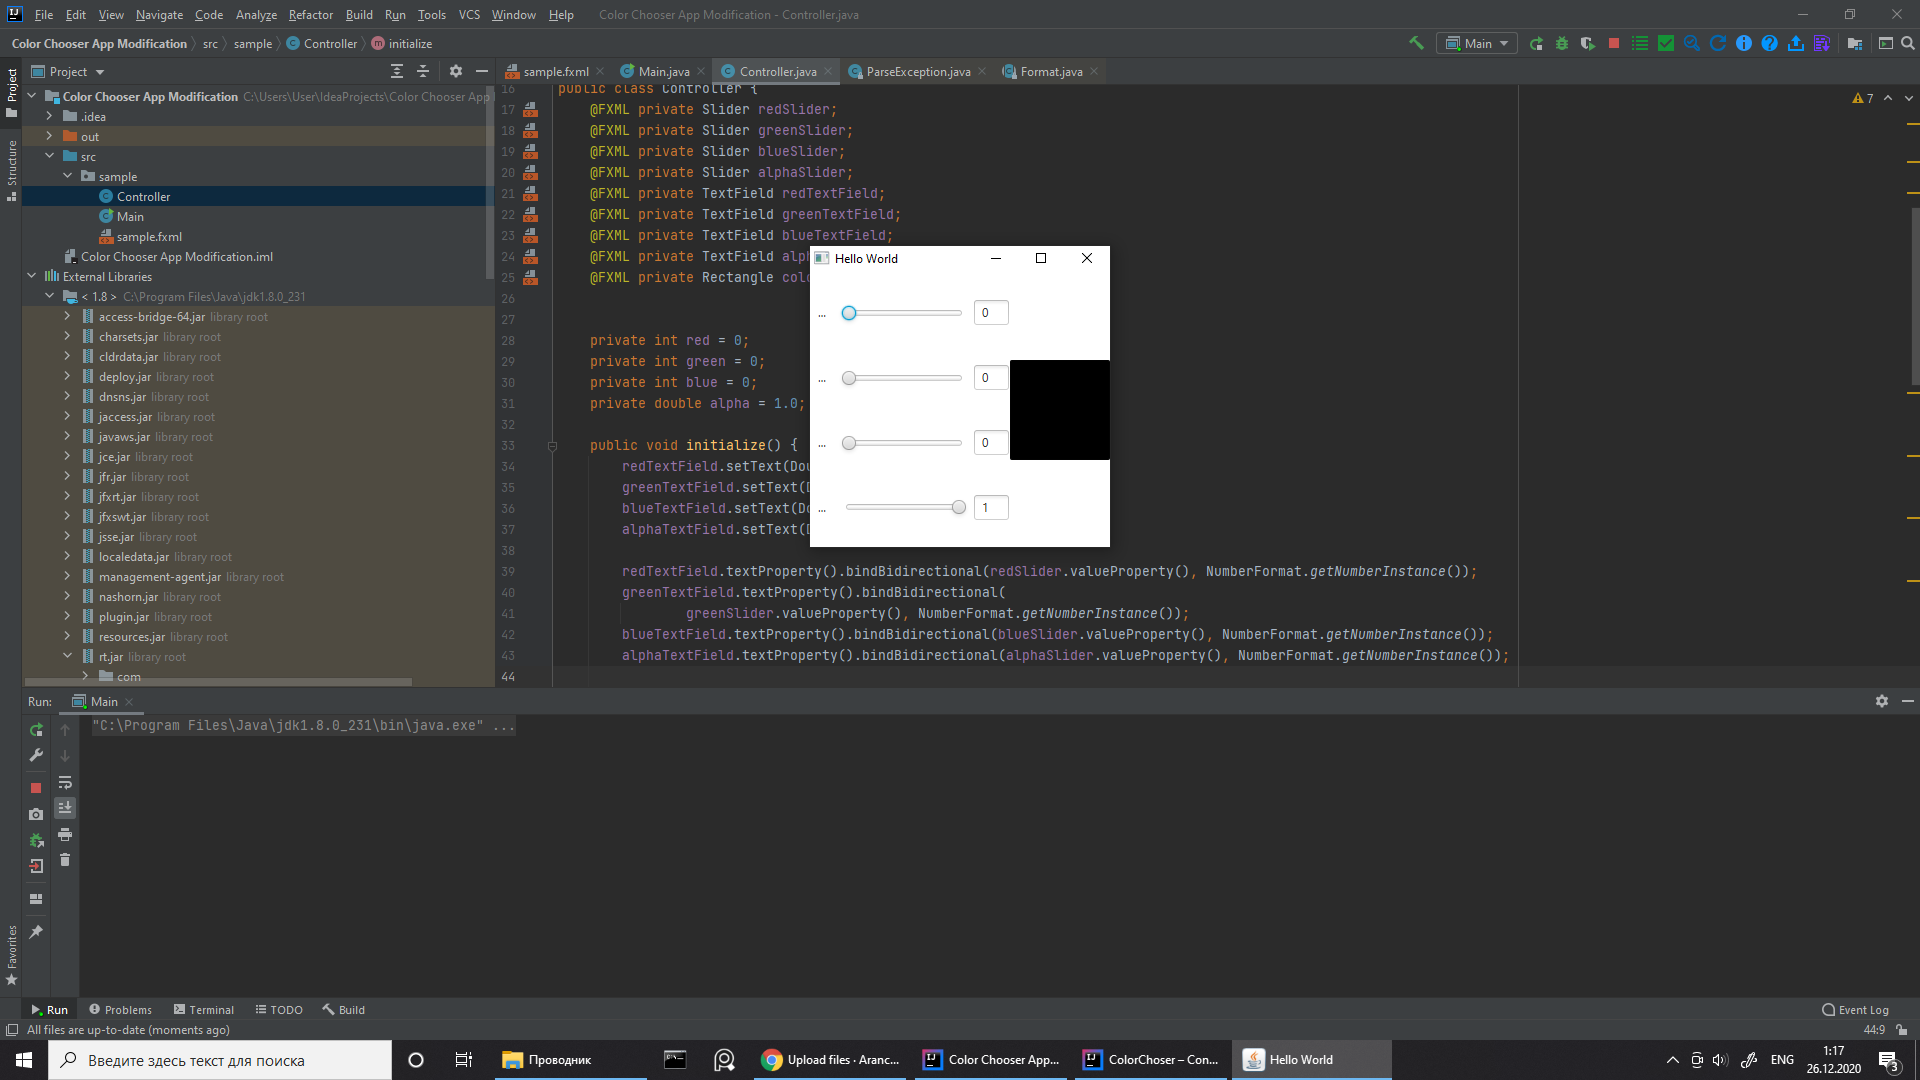 File Edit View Navigate Code Analyze Refactor Build Run Tools VCS Window Help Color Chooser App Modification - Controller.java
Color Chooser App Modification src sample Controller initialize Main
Project
sample.fxml Main.java Controller.java ParseException.java Format.java
Project
Structure
Favorites
Color Chooser App Modification C:\Users\User\IdeaProjects\Color Chooser App
.idea
out
src
sample
Controller
Main
sample.fxml
Color Chooser App Modification.iml
External Libraries
< 1.8 > C:\Program Files\Java\jdk1.8.0_231
access-bridge-64.jar library root
charsets.jar library root
cldrdata.jar library root
deploy.jar library root
dnsns.jar library root
jaccess.jar library root
javaws.jar library root
jce.jar library root
jfr.jar library root
jfxrt.jar library root
jfxswt.jar library root
jsse.jar library root
localedata.jar library root
management-agent.jar library root
nashorn.jar library root
plugin.jar library root
resources.jar library root
rt.jar library root
com
7
16 public class Controller {
17 @FXML private Slider redSlider;
18 @FXML private Slider greenSlider;
19 @FXML private Slider blueSlider;
20 @FXML private Slider alphaSlider;
21 @FXML private TextField redTextField;
22 @FXML private TextField greenTextField;
23 @FXML private TextField blueTextField;
24 @FXML private TextField alp
25 @FXML private Rectangle colo
26
27
28 private int red = 0;
29 private int green = 0;
30 private int blue = 0;
31 private double alpha = 1.0;
32
33 public void initialize() {
34 redTextField.setText(Dou
35 greenTextField.setText(D
36 blueTextField.setText(Do
37 alphaTextField.setText(D
38
39 redTextField.textProperty().bindBidirectional(redSlider.valueProperty(), NumberFormat.getNumberInstance());
40 greenTextField.textProperty().bindBidirectional(
41 greenSlider.valueProperty(), NumberFormat.getNumberInstance());
42 blueTextField.textProperty().bindBidirectional(blueSlider.valueProperty(), NumberFormat.getNumberInstance());
43 alphaTextField.textProperty().bindBidirectional(alphaSlider.valueProperty(), NumberFormat.getNumberInstance());
44
Hello World
... 0
... 0
... 0
... 1
Run: Main
"C:\Program Files\Java\jdk1.8.0_231\bin\java.exe" ...
Run Problems Terminal TODO Build Event Log
All files are up-to-date (moments ago) 44:9
Введите здесь текст для поиска
Проводник
Upload files · Aranc...
Color Chooser App...
ColorChoser – Con...
Hello World
ENG
1:17
26.12.2020
3